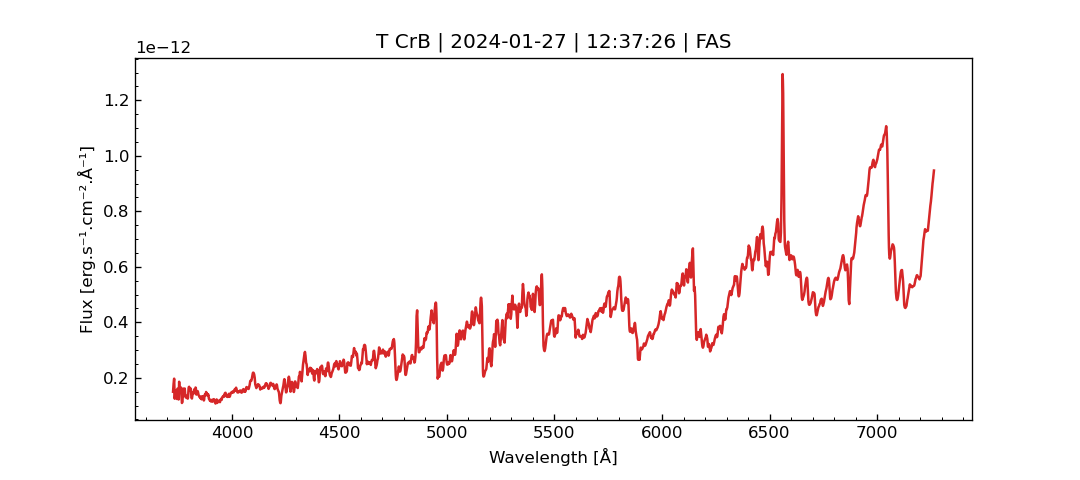 T CrB | 2024-01-27 | 12:37:26 | FAS
1e−12
1.2
1.0
0.8
0.6
0.4
0.2
Flux [erg.s⁻¹.cm⁻².Å⁻¹]
4000 4500 5000 5500 6000 6500 7000
Wavelength [Å]